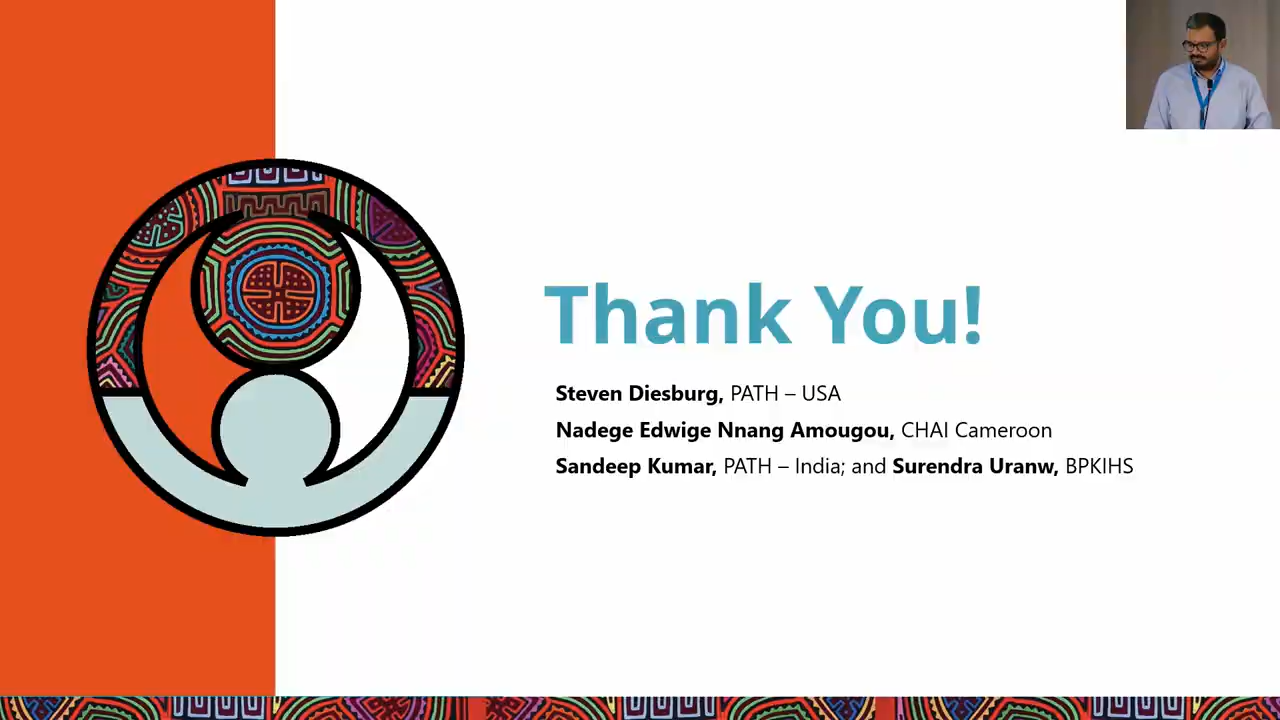 Thank You!
Steven Diesburg, PATH – USA
Nadege Edwige Nnang Amougou, CHAI Cameroon
Sandeep Kumar, PATH – India; and Surendra Uranw, BPKIHS